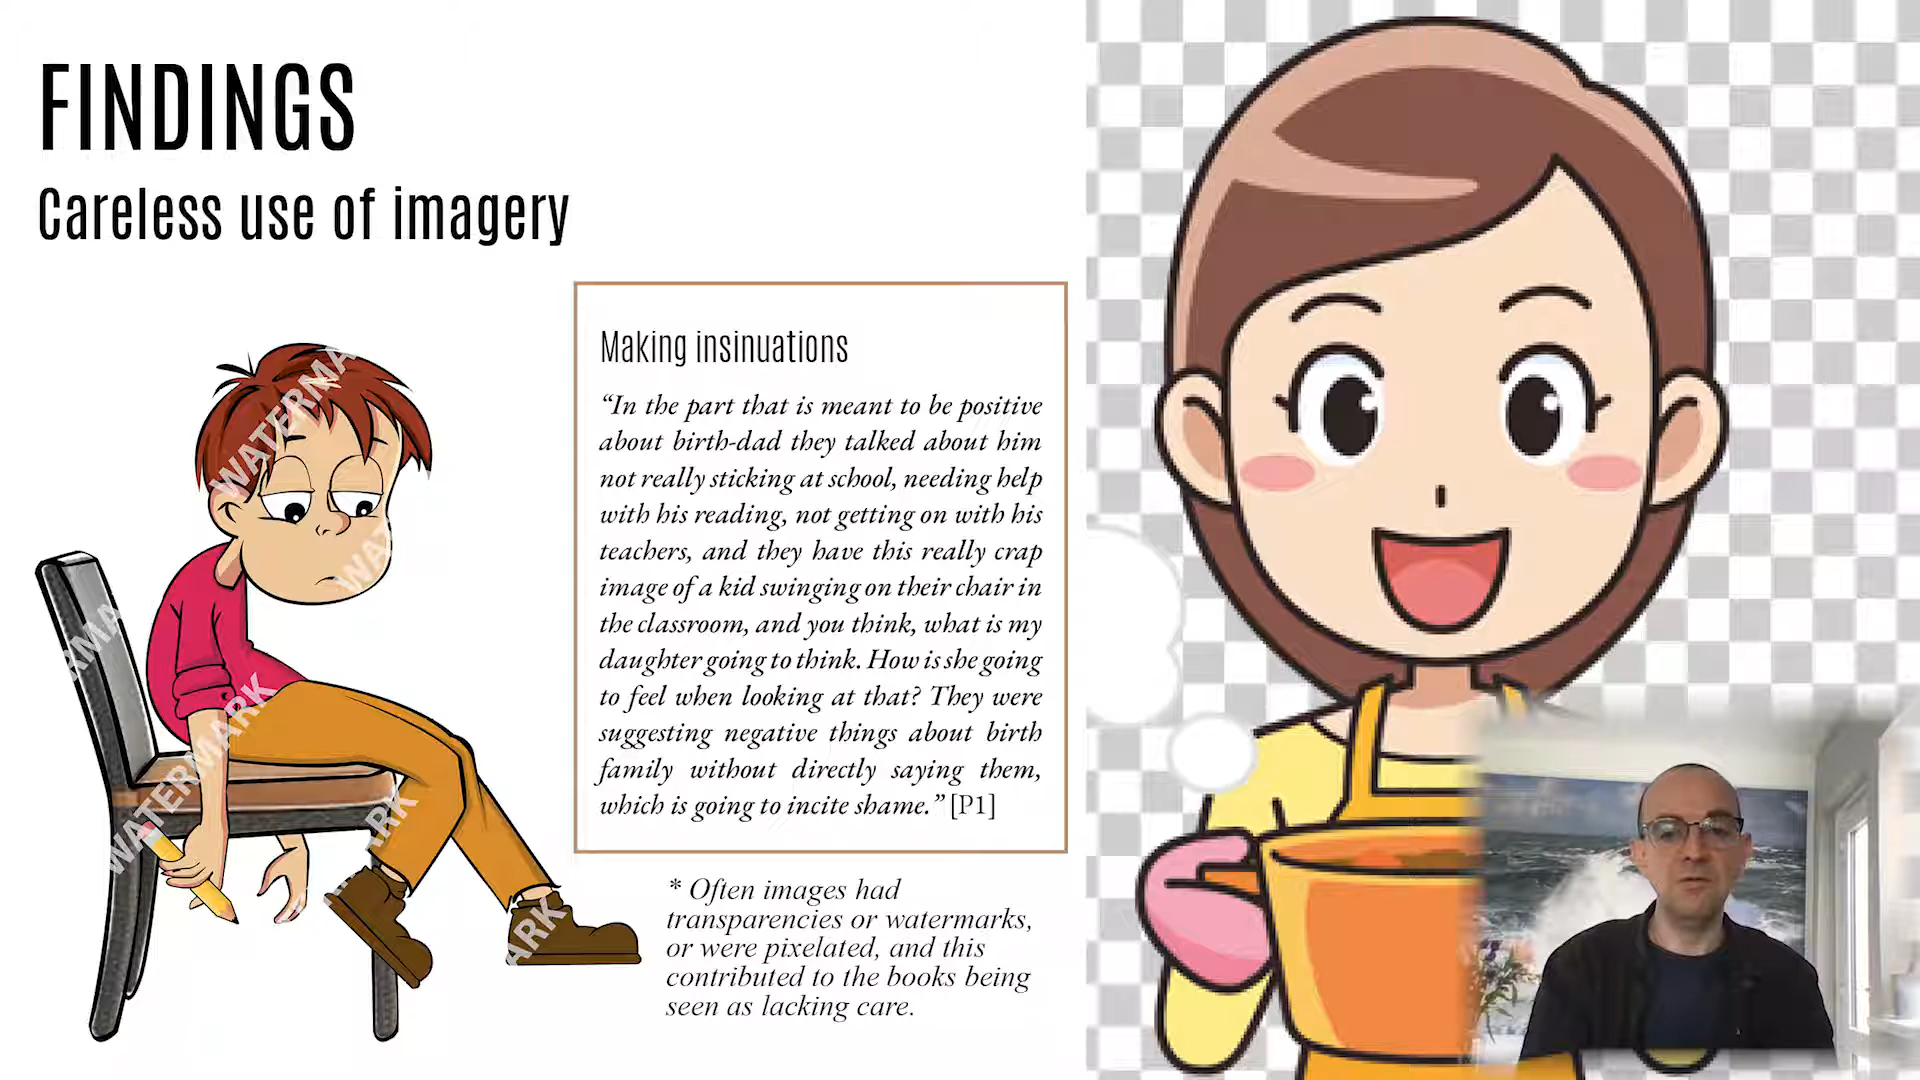 FINDINGS
Careless use of imagery
Making insinuations
“In the part that is meant to be positive
about birth-dad they talked about him
not really sticking at school, needing help
with his reading, not getting on with his
teachers, and they have this really crap
image of a kid swinging on their chair in
the classroom, and you think, what is my
daughter going to think. How is she going
to feel when looking at that? They were
suggesting negative things about birth
family without directly saying them,
which is going to incite shame.” [P1]
* Often images had
transparencies or watermarks,
or were pixelated, and this
contributed to the books being
seen as lacking care.
WATERMA
WAT
ERMA
WATERMARK
ARK
ARK